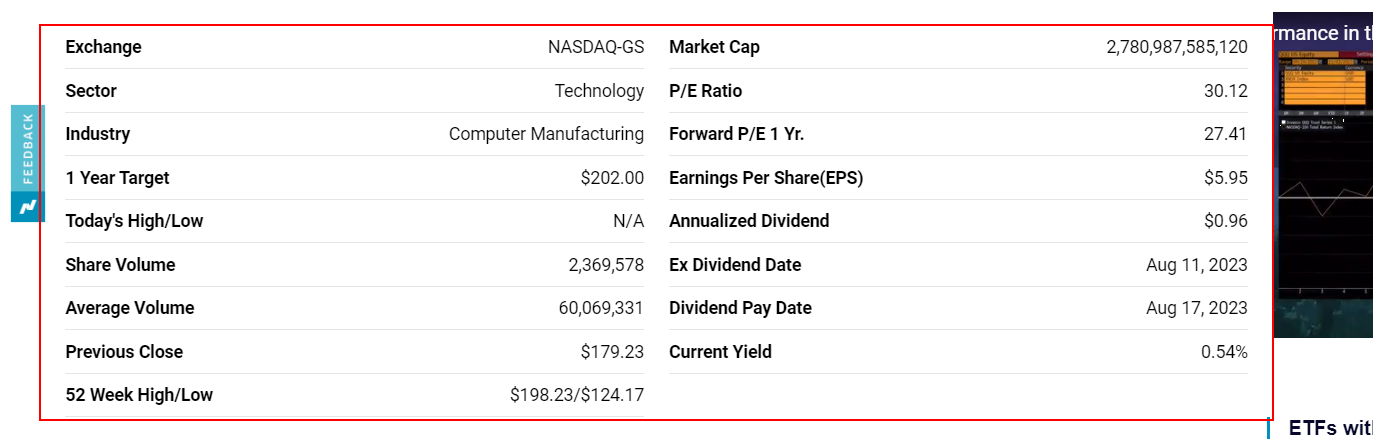 Exchange NASDAQ-GS Market Cap 2,780,987,585,120
Sector Technology P/E Ratio 30.12
Industry Computer Manufacturing Forward P/E 1 Yr. 27.41
1 Year Target $202.00 Earnings Per Share(EPS) $5.95
Today's High/Low N/A Annualized Dividend $0.96
Share Volume 2,369,578 Ex Dividend Date Aug 11, 2023
Average Volume 60,069,331 Dividend Pay Date Aug 17, 2023
Previous Close $179.23 Current Yield 0.54%
52 Week High/Low $198.23/$124.17
FEEDBACK
rmance in t
ETFs wit